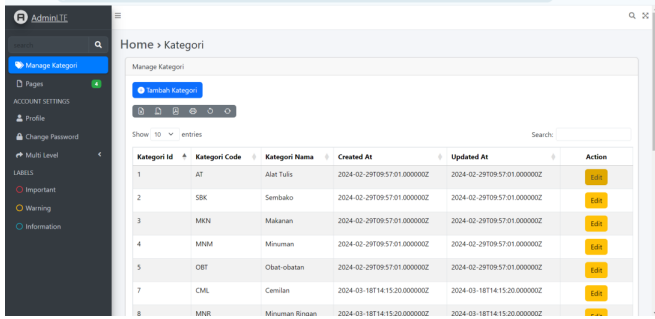 AdminLTE
search
Manage Kategori
Pages 4
ACCOUNT SETTINGS
Profile
Change Password
Multi Level
LABELS
Important
Warning
Information
Home › Kategori
Manage Kategori
Tambah Kategori
Show 10 entries
Search:
Kategori Id Kategori Code Kategori Nama Created At Updated At Action
1 AT Alat Tulis 2024-02-29T09:57:01.000000Z 2024-02-29T09:57:01.000000Z Edit
2 SBK Sembako 2024-02-29T09:57:01.000000Z 2024-02-29T09:57:01.000000Z Edit
3 MKN Makanan 2024-02-29T09:57:01.000000Z 2024-02-29T09:57:01.000000Z Edit
4 MNM Minuman 2024-02-29T09:57:01.000000Z 2024-02-29T09:57:01.000000Z Edit
5 OBT Obat-obatan 2024-02-29T09:57:01.000000Z 2024-02-29T09:57:01.000000Z Edit
7 CML Cemilan 2024-03-18T14:15:20.000000Z 2024-03-18T14:15:20.000000Z Edit
8 MNR Minuman Ringan 2024-03-18T14:15:20.000000Z 2024-03-18T14:15:20.000000Z Edit